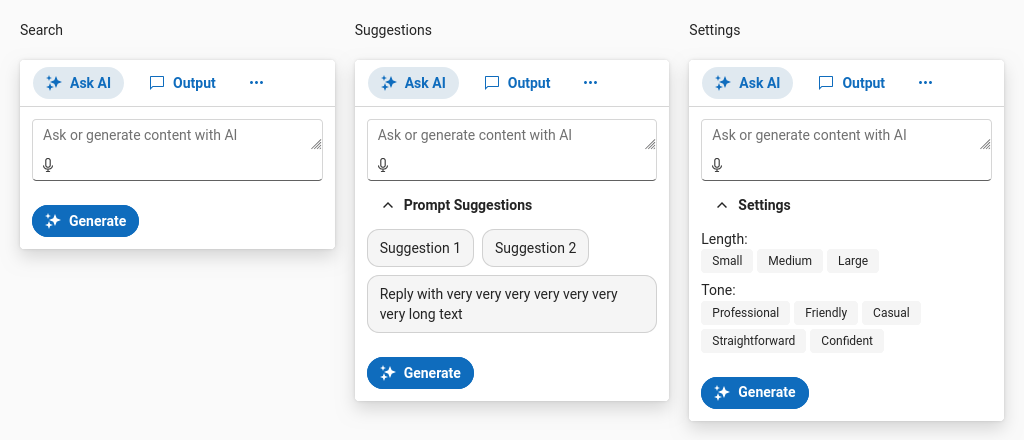 Search
Ask AI
Output
Ask or generate content with AI
Generate
Suggestions
Ask AI
Output
Ask or generate content with AI
Prompt Suggestions
Suggestion 1
Suggestion 2
Reply with very very very very very very
very long text
Generate
Settings
Ask AI
Output
Ask or generate content with AI
Settings
Length:
Small
Medium
Large
Tone:
Professional
Friendly
Casual
Straightforward
Confident
Generate